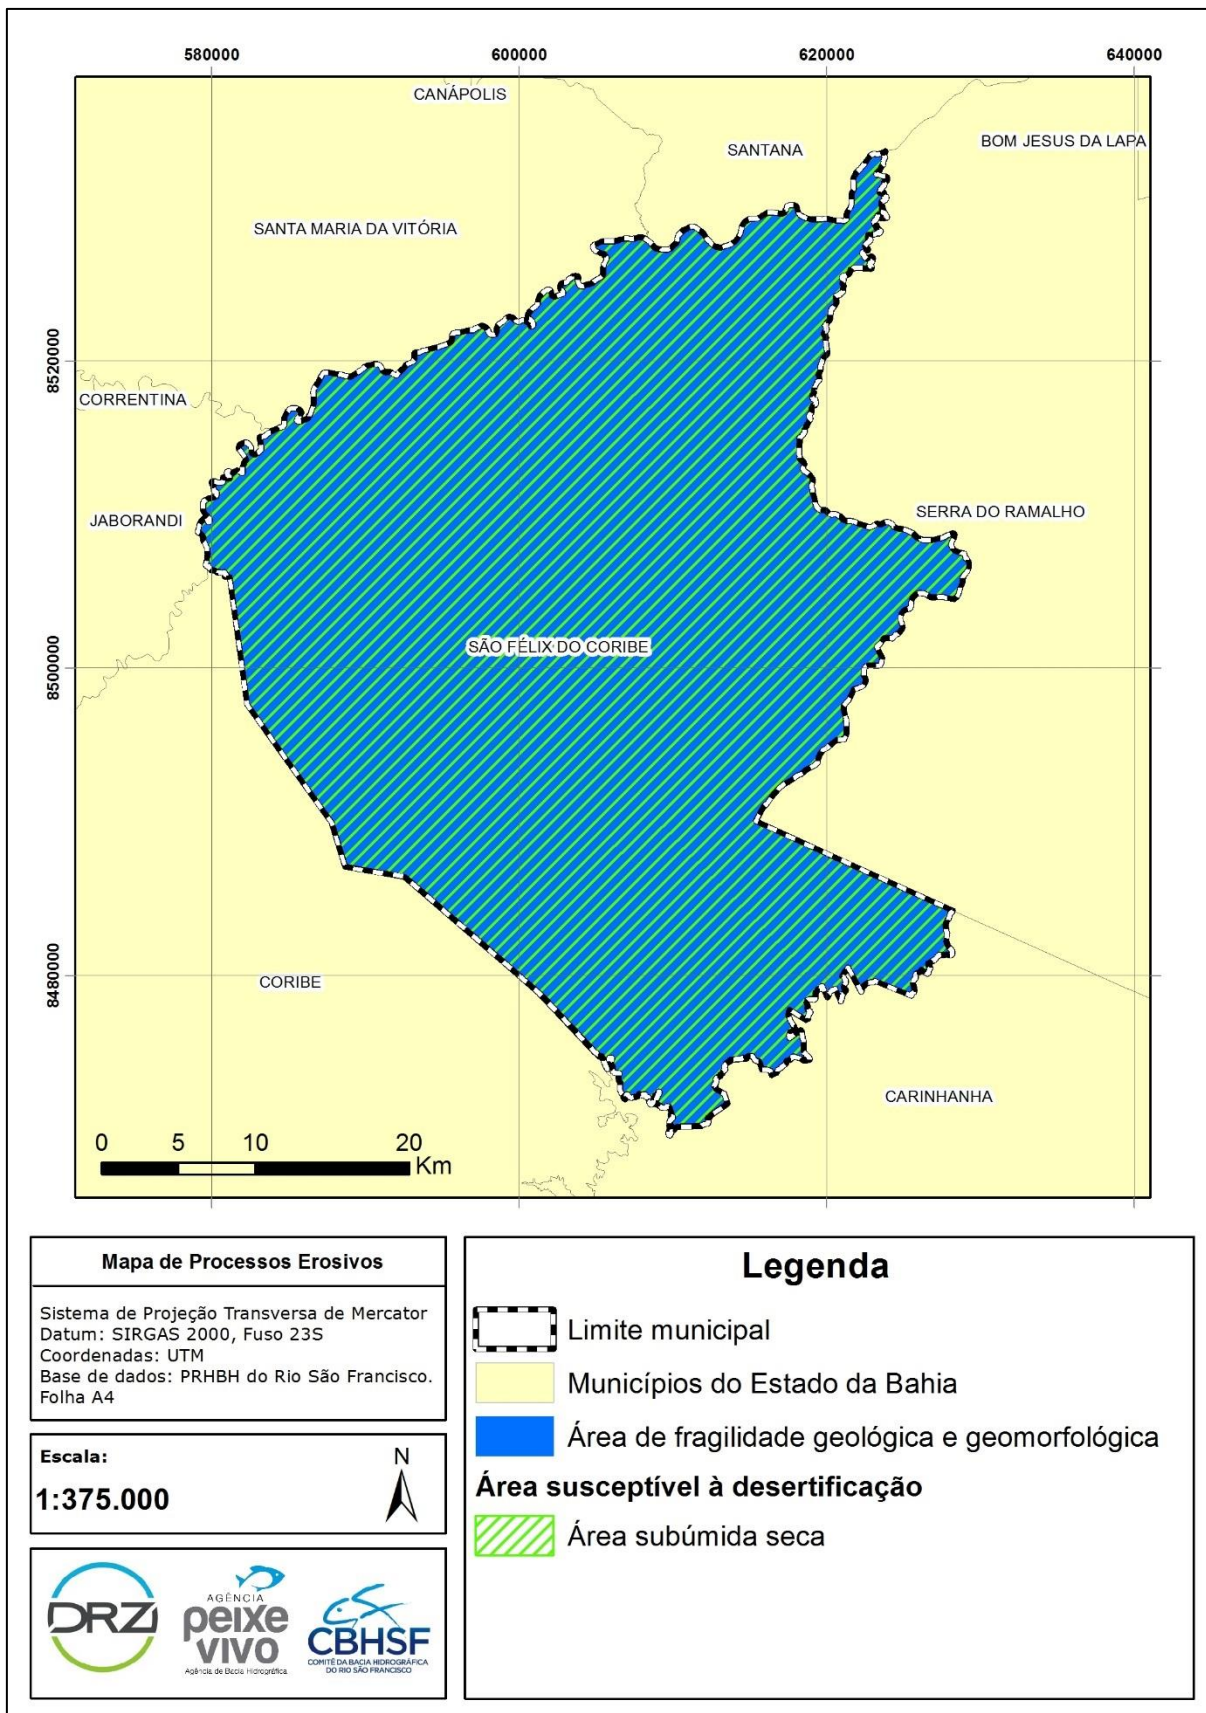 580000
600000
620000
640000
CANÁPOLIS
SANTANA
BOM JESUS DA LAPA
SANTA MARIA DA VITÓRIA
8520000
CORRENTINA
JABORANDI
SERRA DO RAMALHO
SÃO FÉLIX DO CORIBE
8500000
8480000
CORIBE
CARINHANHA
0 5 10 20
Km
Mapa de Processos Erosivos
Sistema de Projeção Transversa de Mercator
Datum: SIRGAS 2000, Fuso 23S
Coordenadas: UTM
Base de dados: PRHBH do Rio São Francisco.
Folha A4
Escala:
1:375.000
N
DRZ
AGÊNCIA
peixe
vivo
Agência de Bacia Hidrográfica
CBHSF
COMITÊ DA BACIA HIDROGRÁFICA
DO RIO SÃO FRANCISCO
Legenda
Limite municipal
Municípios do Estado da Bahia
Área de fragilidade geológica e geomorfológica
Área susceptível à desertificação
Área subúmida seca